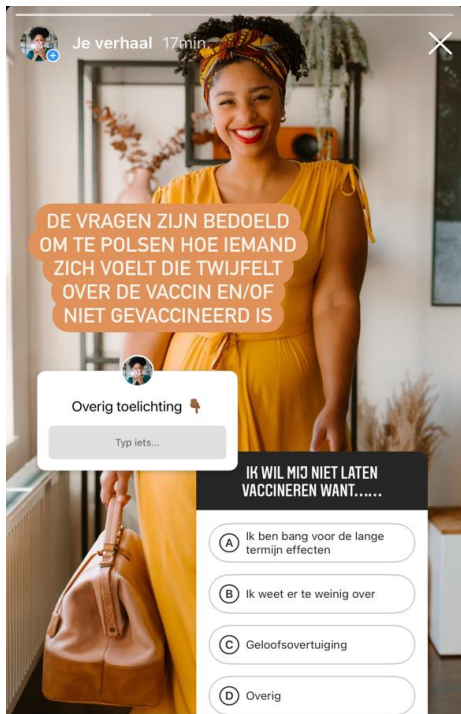 Je verhaal 17min.
DE VRAGEN ZIJN BEDOELD
OM TE POLSEN HOE IEMAND
ZICH VOELT DIE TWIJFELT
OVER DE VACCIN EN/OF
NIET GEVACCINEERD IS
Overig toelichting 👇🏾
Typ iets...
IK WIL MIJ NIET LATEN
VACCINEREN WANT......
A Ik ben bang voor de lange
termijn effecten
B Ik weet er te weinig over
C Geloofsovertuiging
D Overig